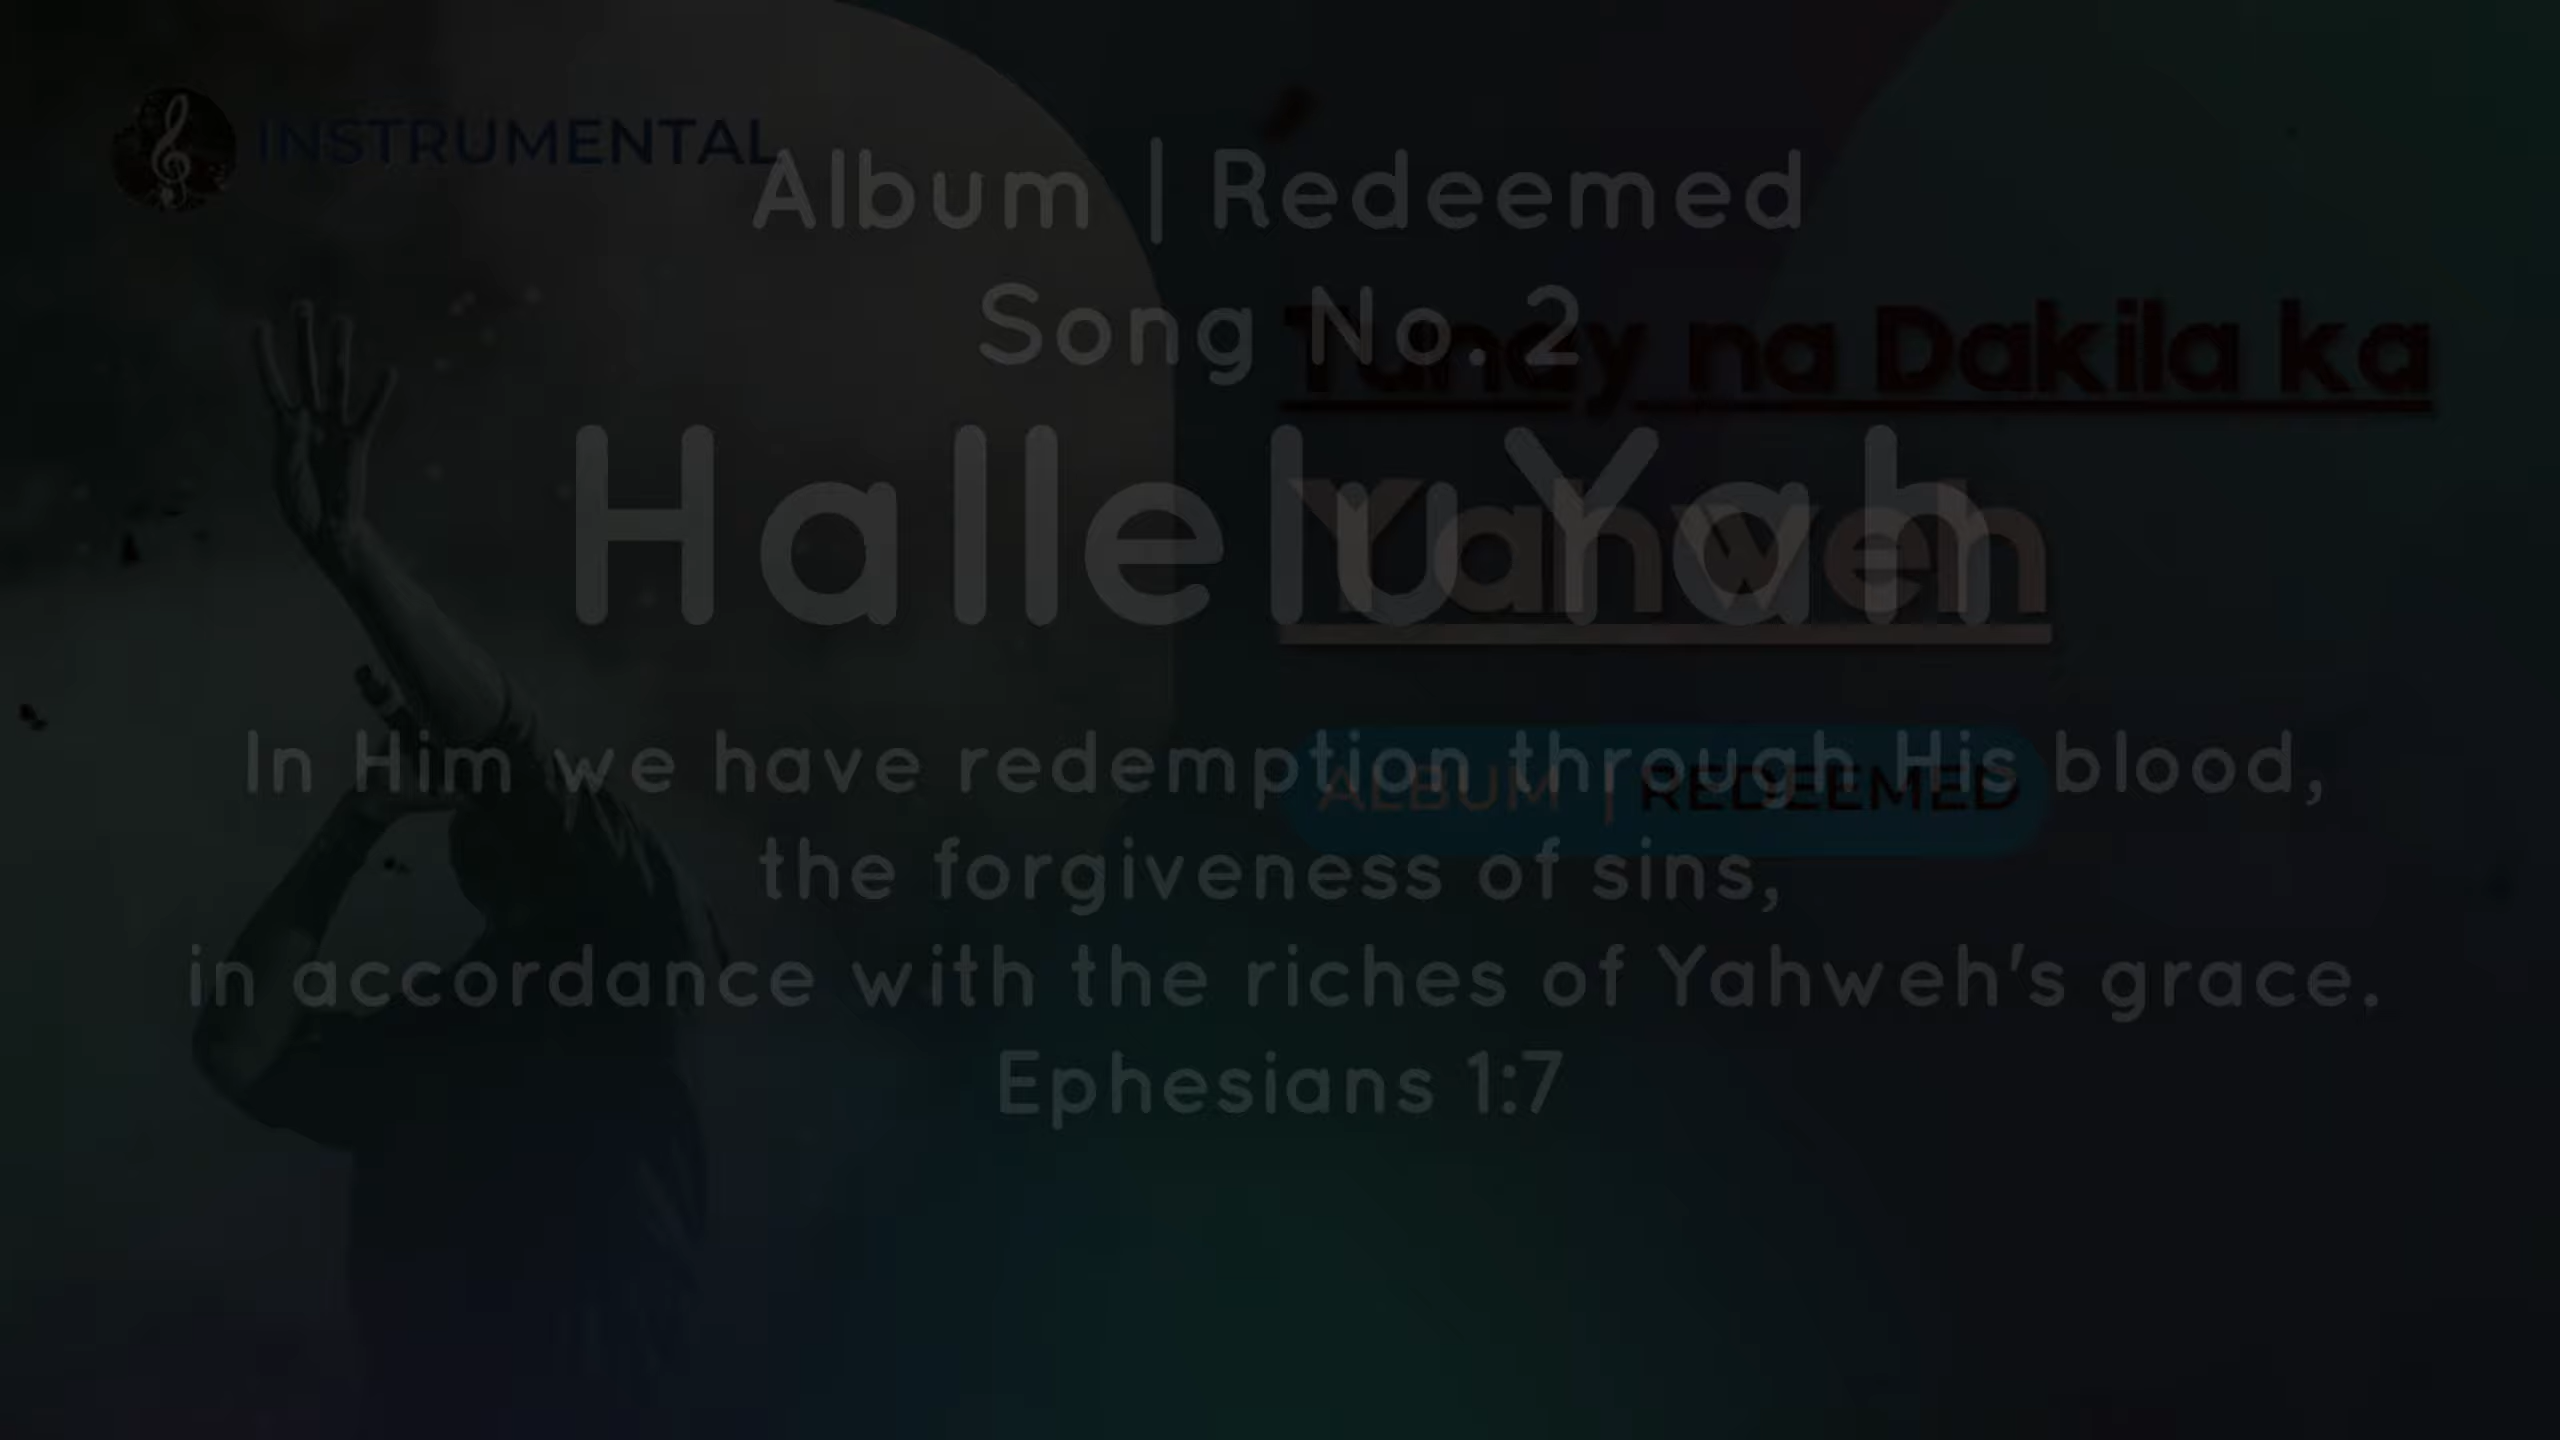 INSTRUMENTAL
Album | Redeemed
Song No. 2
Tunay na Dakila ka
HalleluYah
Yahweh
In Him we have redemption through His blood,
ALBUM | REDEEMED
the forgiveness of sins,
in accordance with the riches of Yahweh's grace.
Ephesians 1:7